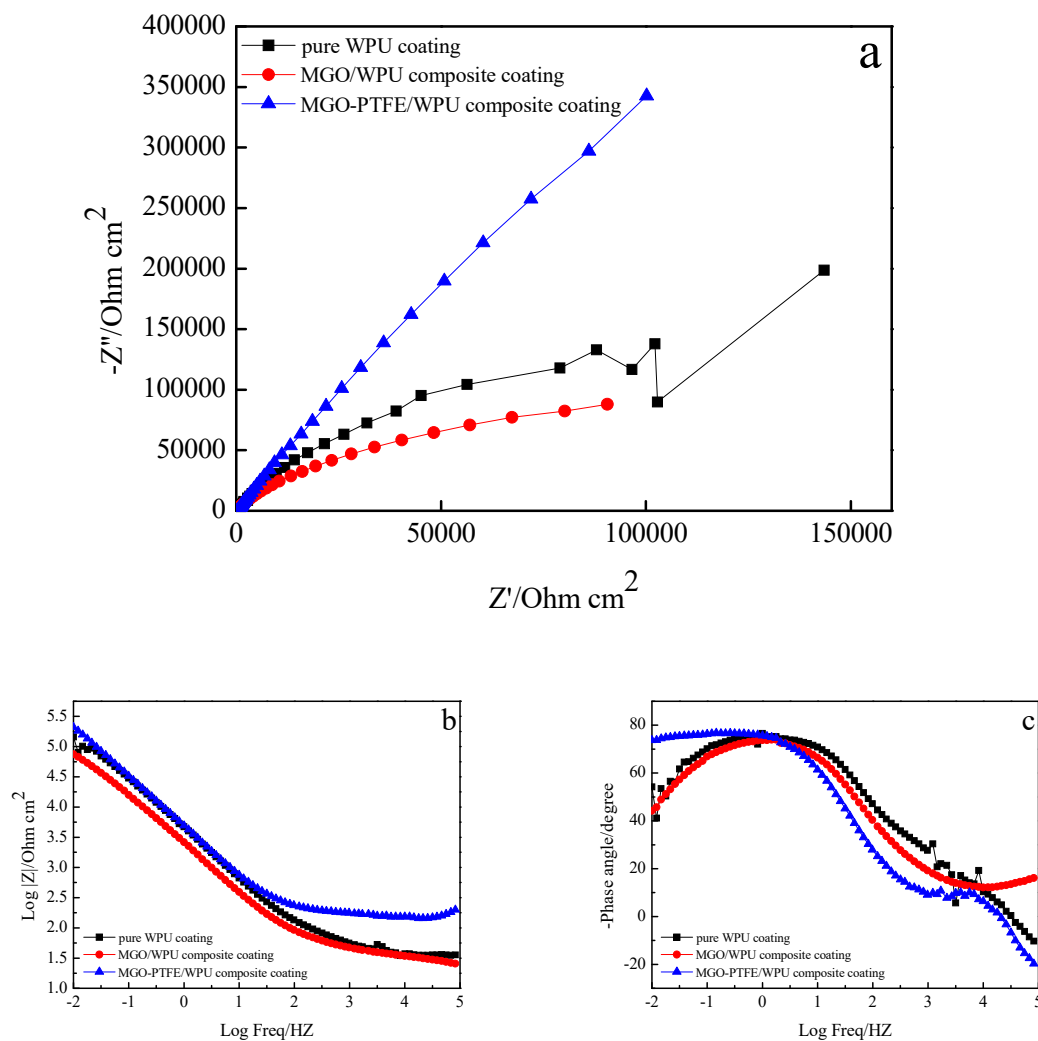 a
pure WPU coating
MGO/WPU composite coating
MGO-PTFE/WPU composite coating
400000
350000
300000
250000
200000
150000
100000
50000
0
-Z''/Ohm cm²
0 50000 100000 150000
Z'/Ohm cm²
b
5.5
5.0
4.5
4.0
3.5
3.0
2.5
2.0
1.5
1.0
Log |Z|/Ohm cm²
pure WPU coating
MGO/WPU composite coating
MGO-PTFE/WPU composite coating
-2 -1 0 1 2 3 4 5
Log Freq/HZ
c
80
60
40
20
0
-20
-Phase angle/degree
pure WPU coating
MGO/WPU composite coating
MGO-PTFE/WPU composite coating
-2 -1 0 1 2 3 4 5
Log Freq/HZ